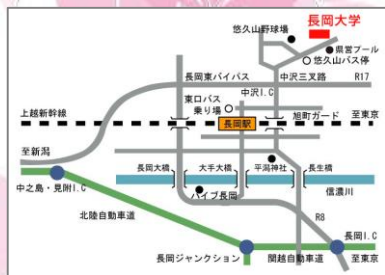 長岡大学
悠久山野球場
県営プール
悠久山バス停
長岡東バイパス
中沢三叉路
R17
中沢I.C
東口バス
乗り場
上越新幹線
長岡駅
旭町ガード
至東京
至新潟
長岡大橋
大手大橋
平潟神社
長生橋
信濃川
中之島・見附I.C
パイプ長岡
R8
北陸自動車道
長岡I.C
長岡ジャンクション
関越自動車道
至東京